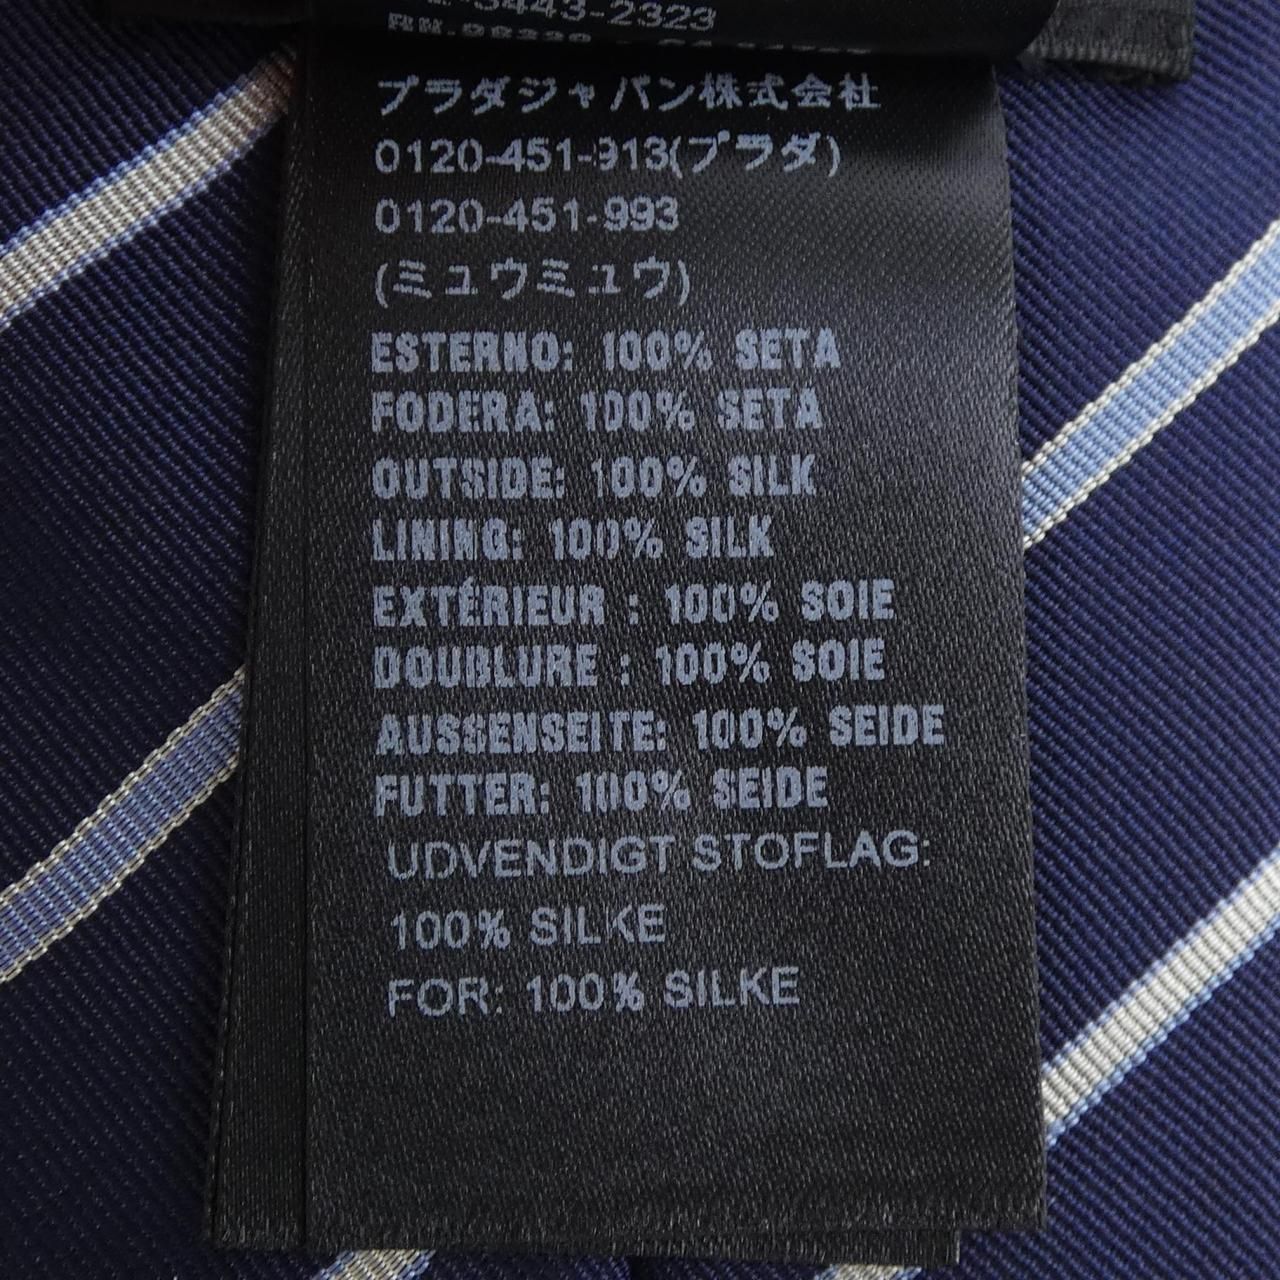 3443-2323
プラダジャパン株式会社
0120-451-913(プラダ)
0120-451-993
(ミュウミュウ)
ESTERNO: 100% SETA
FODERA: 100% SETA
OUTSIDE: 100% SILK
LINING: 100% SILK
EXTÉRIEUR : 100% SOIE
DOUBLURE : 100% SOIE
AUSSENSEITE: 100% SEIDE
FUTTER: 100% SEIDE
UDVENDIGT STOFLAG:
100% SILKE
FOR: 100% SILKE